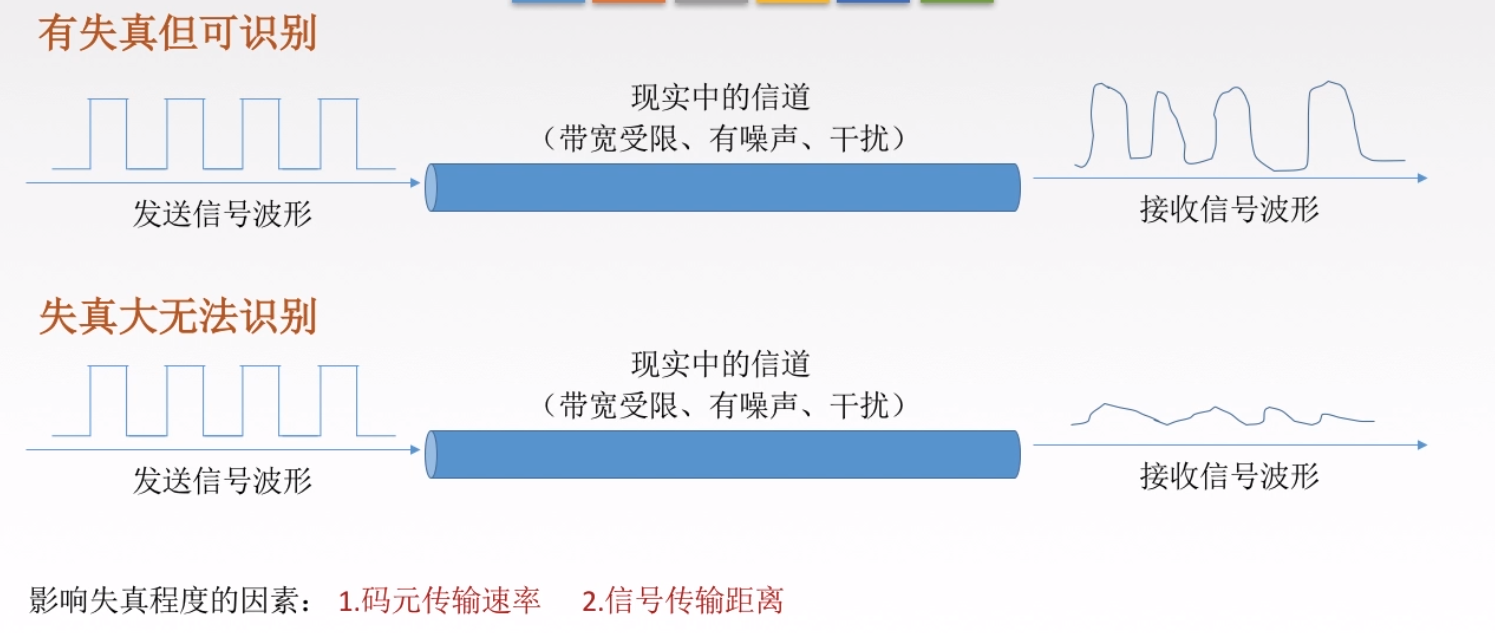 有失真但可识别
现实中的信道
（带宽受限、有噪声、干扰）
发送信号波形
接收信号波形
失真大无法识别
现实中的信道
（带宽受限、有噪声、干扰）
发送信号波形
接收信号波形
影响失真程度的因素： 1.码元传输速率 2.信号传输距离